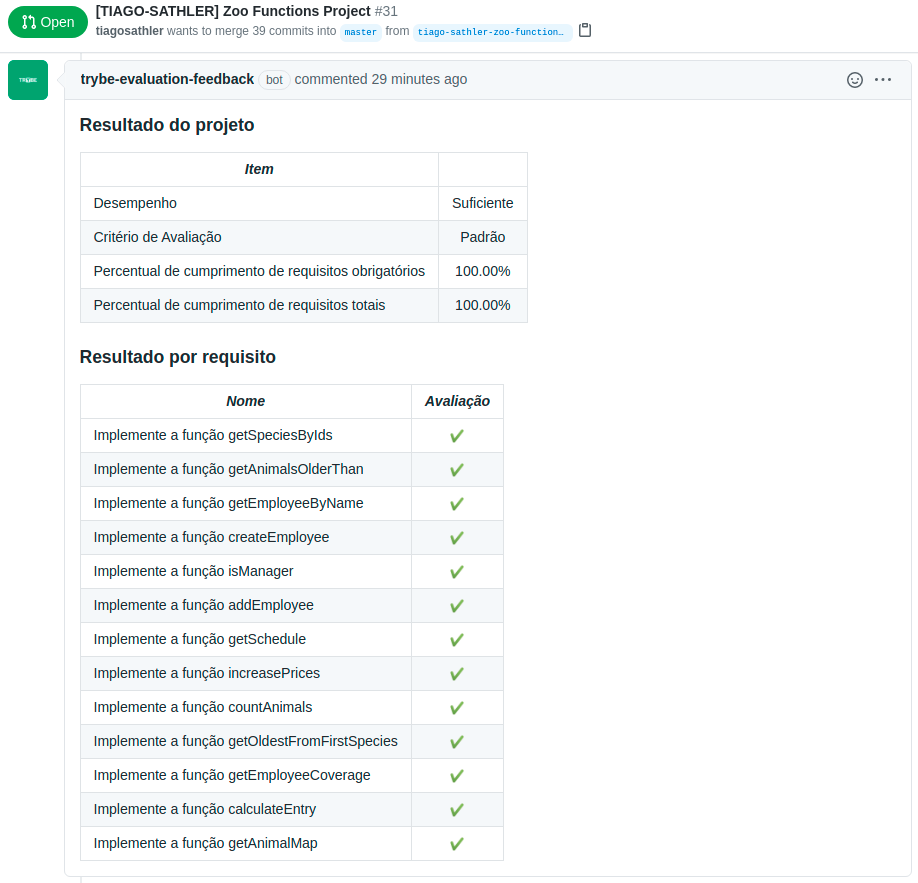 Open
[TIAGO-SATHLER] Zoo Functions Project #31
tiagosathler wants to merge 39 commits into master from tiago-sathler-zoo-function…
TRYBE
trybe-evaluation-feedback bot commented 29 minutes ago
Resultado do projeto
Item
Desempenho Suficiente
Critério de Avaliação Padrão
Percentual de cumprimento de requisitos obrigatórios 100.00%
Percentual de cumprimento de requisitos totais 100.00%
Resultado por requisito
Nome Avaliação
Implemente a função getSpeciesByIds ✔
Implemente a função getAnimalsOlderThan ✔
Implemente a função getEmployeeByName ✔
Implemente a função createEmployee ✔
Implemente a função isManager ✔
Implemente a função addEmployee ✔
Implemente a função getSchedule ✔
Implemente a função increasePrices ✔
Implemente a função countAnimals ✔
Implemente a função getOldestFromFirstSpecies ✔
Implemente a função getEmployeeCoverage ✔
Implemente a função calculateEntry ✔
Implemente a função getAnimalMap ✔